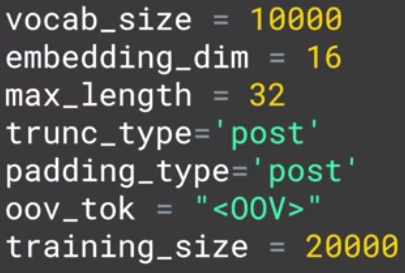 vocab_size = 10000
embedding_dim = 16
max_length = 32
trunc_type='post'
padding_type='post'
oov_tok = "<OOV>"
training_size = 20000